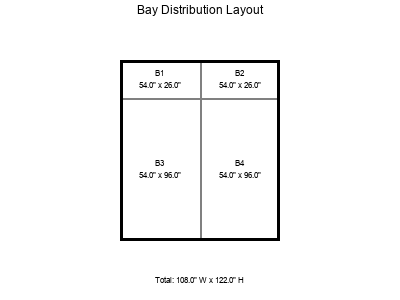 Bay Distribution Layout
B1
54.0" x 26.0"
B2
54.0" x 26.0"
B3
54.0" x 96.0"
B4
54.0" x 96.0"
Total: 108.0" W x 122.0" H